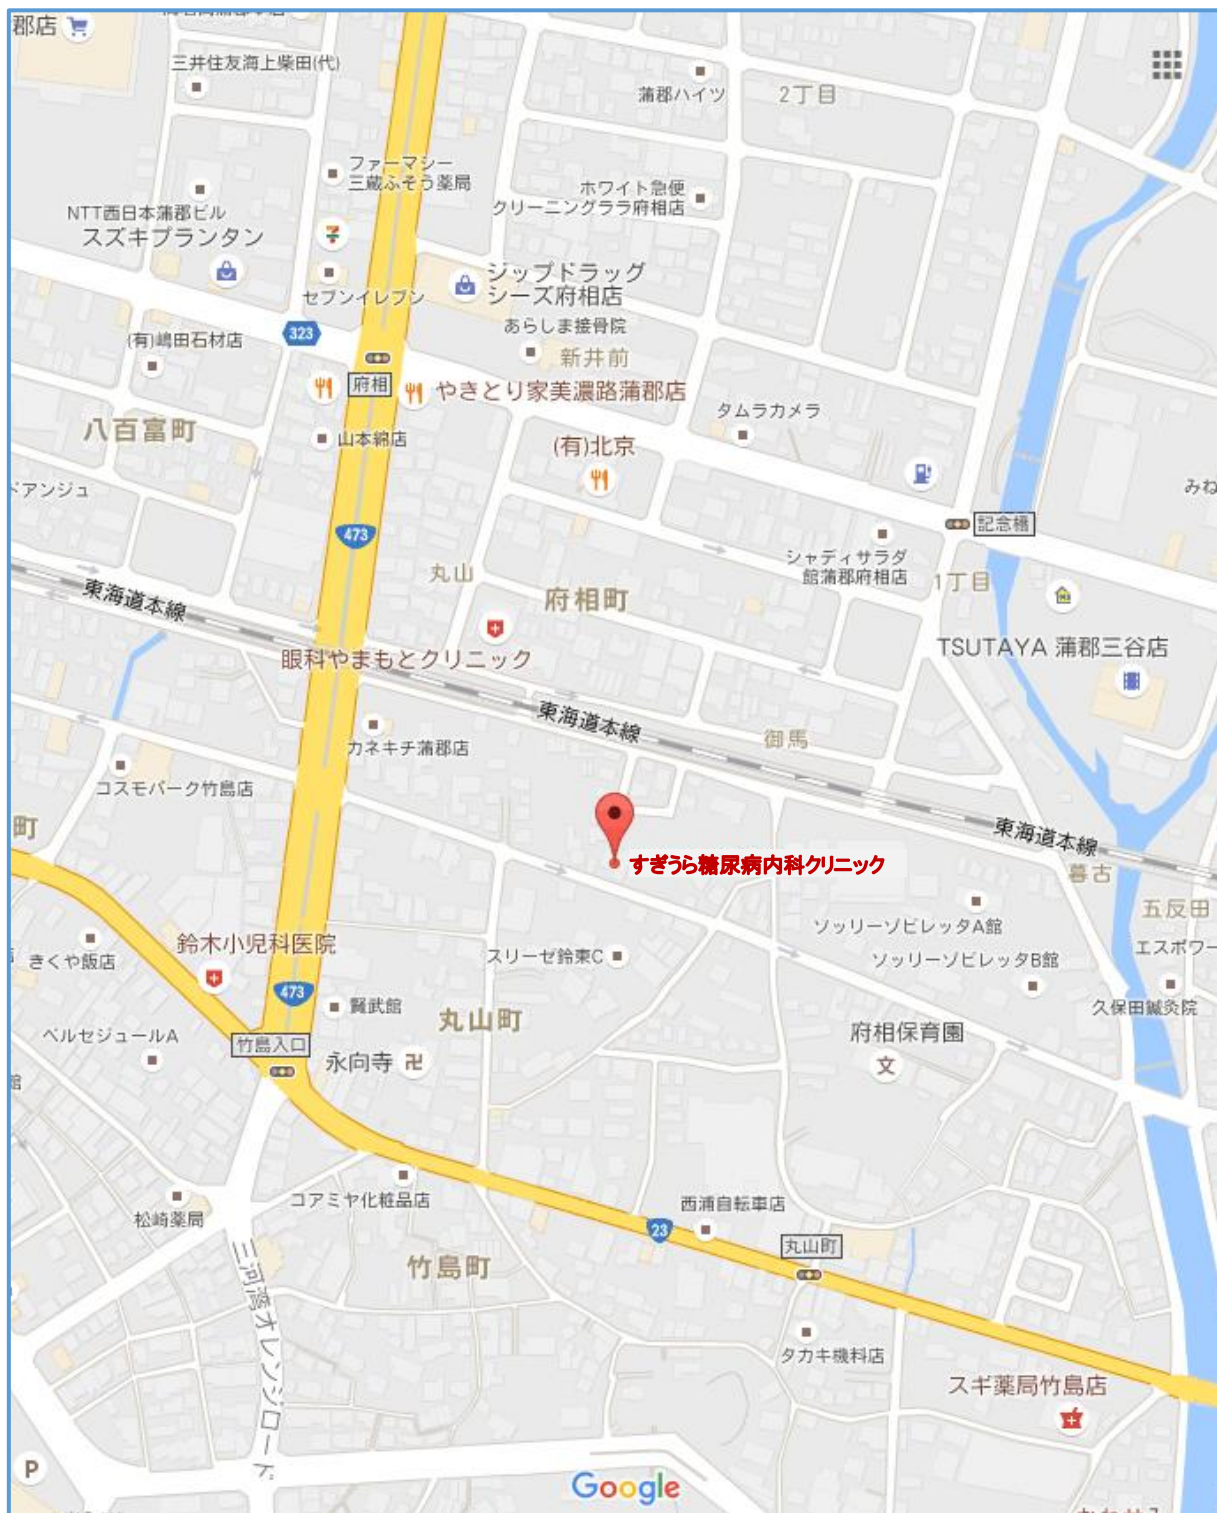 郡店
三井住友海上柴田(代)
蒲郡ハイツ
2丁目
ファーマシー
三蔵ふそう薬局
ホワイト急便
クリーニングララ府相店
NTT西日本蒲郡ビル
スズキプランタン
セブンイレブン
ジップドラッグ
シーズ府相店
323
(有)嶋田石材店
あらしま接骨院
新井前
府相
やきとり家美濃路蒲郡店
八百富町
山本綿店
タムラカメラ
(有)北京
ドアンジュ
みね
473
記念橋
シャディサラダ
館蒲郡府相店
1丁目
丸山
府相町
東海道本線
眼科やまもとクリニック
TSUTAYA 蒲郡三谷店
東海道本線
御馬
カネキチ蒲郡店
コスモパーク竹島店
町
東海道本線
すぎうら糖尿病内科クリニック
暮古
五反田
ソッリーゾビレッタA館
鈴木小児科医院
きくや飯店
スリーゼ鈴東C
ソッリーゾビレッタB館
エスポワー
473
賢武館
久保田鍼灸院
丸山町
ベルセジュールA
竹島入口
永向寺
府相保育園
文
館
コアミヤ化粧品店
西浦自転車店
松崎薬局
23
丸山町
竹島町
三河湾オレンジロード
タカキ機料店
スギ薬局竹島店
P
Google